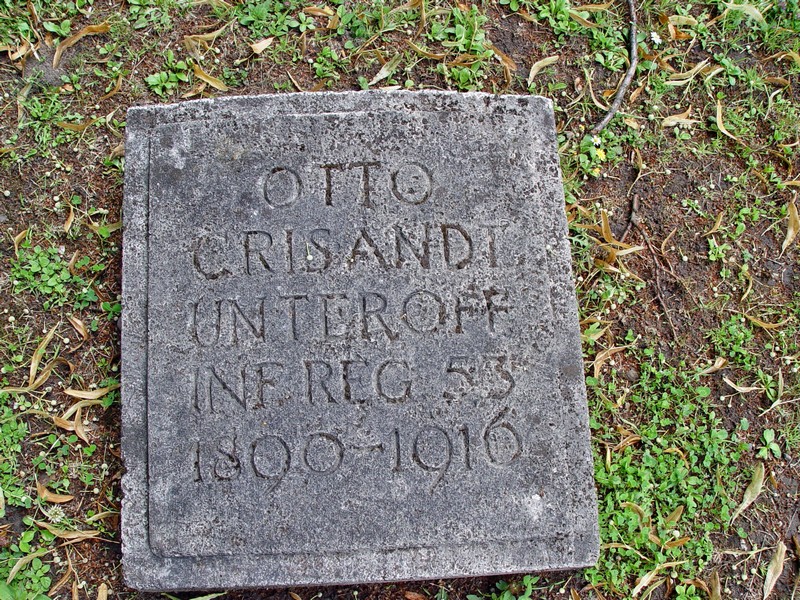 OTTO
CRISANDT
UNTEROFF
INF. REG 53
1890-1916